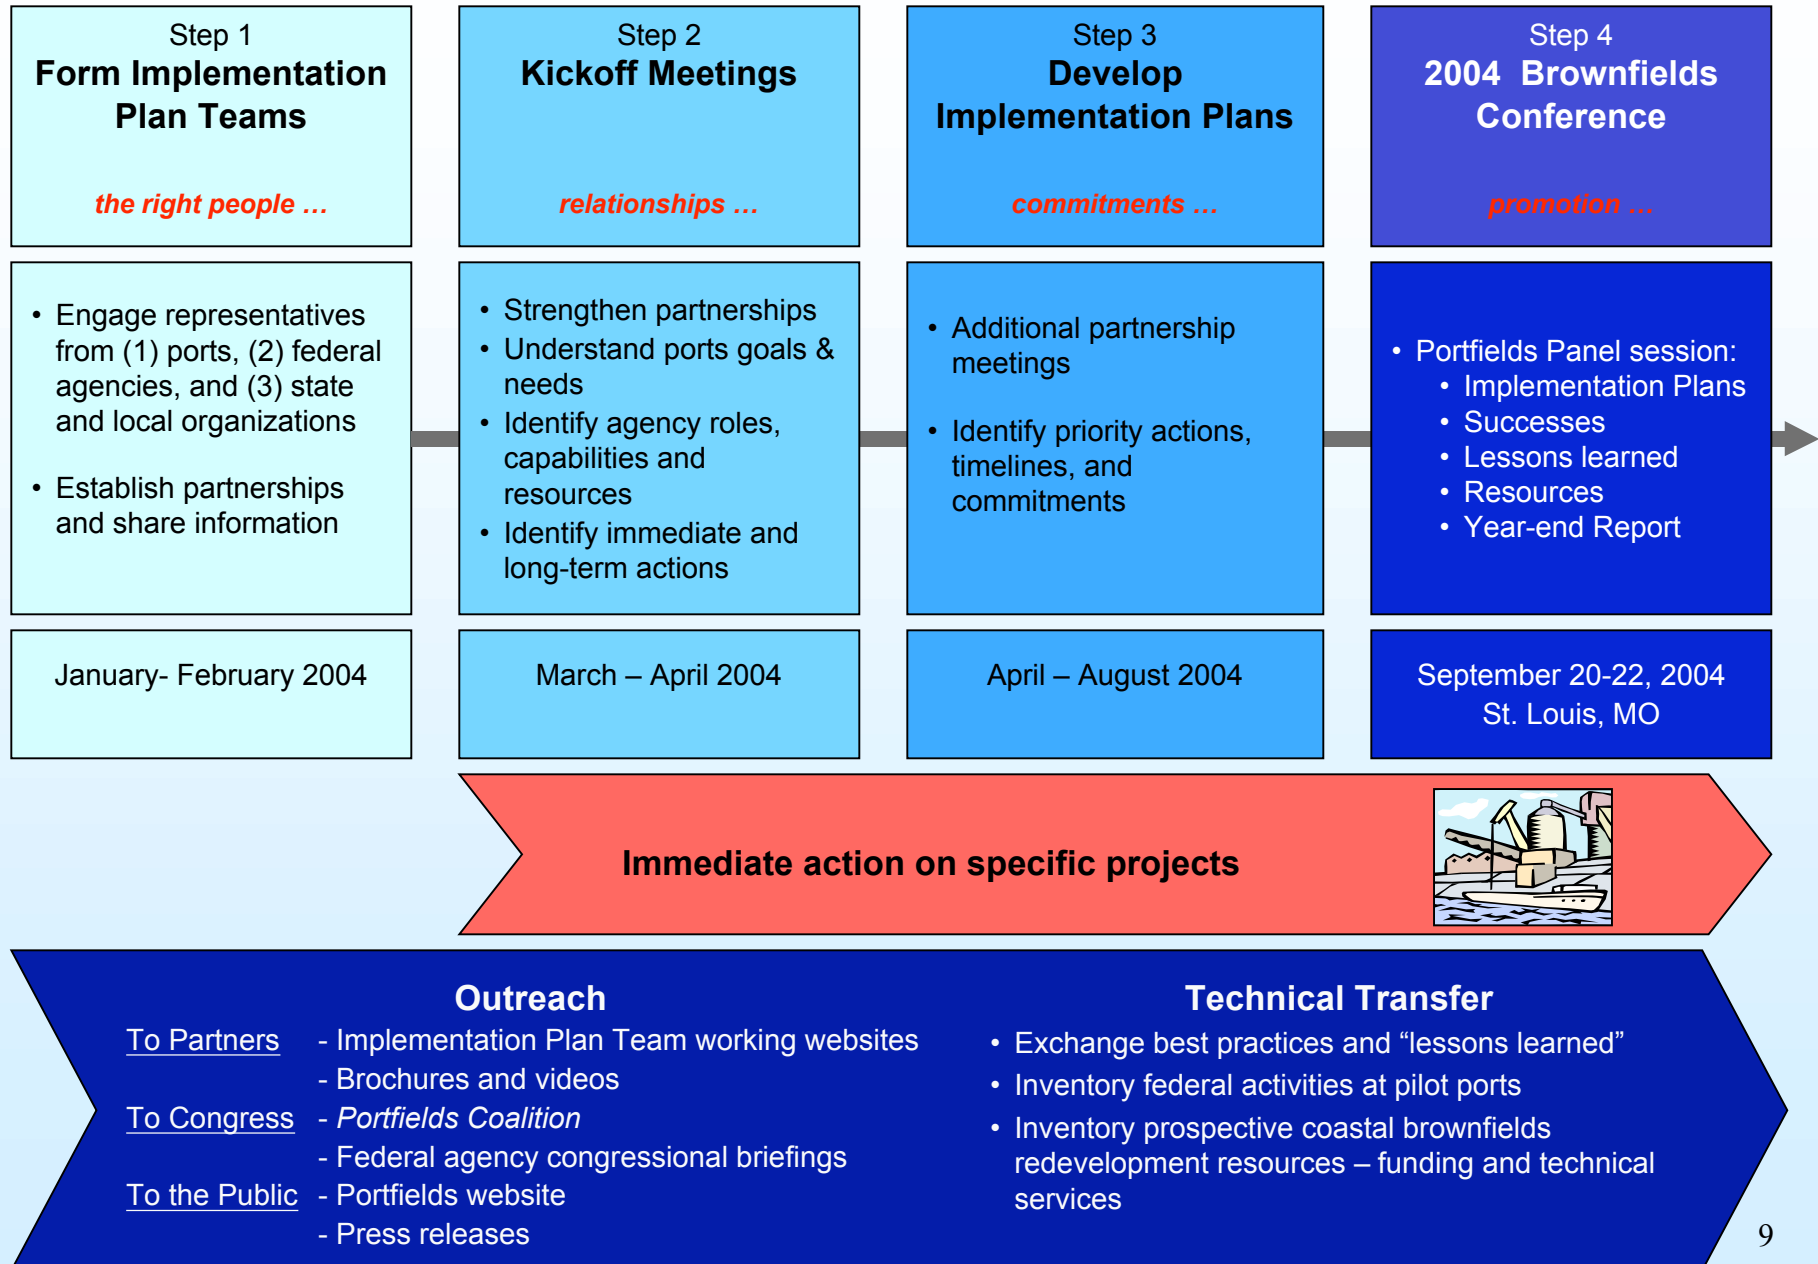 Step 1
Form Implementation
Plan Teams
the right people …
Step 2
Kickoff Meetings
relationships …
Step 3
Develop
Implementation Plans
commitments …
Step 4
2004 Brownfields
Conference
promotion …
• Engage representatives
from (1) ports, (2) federal
agencies, and (3) state
and local organizations
• Establish partnerships
and share information
• Strengthen partnerships
• Understand ports goals &
needs
• Identify agency roles,
capabilities and
resources
• Identify immediate and
long-term actions
• Additional partnership
meetings
• Identify priority actions,
timelines, and
commitments
• Portfields Panel session:
• Implementation Plans
• Successes
• Lessons learned
• Resources
• Year-end Report
January- February 2004
March – April 2004
April – August 2004
September 20-22, 2004
St. Louis, MO
Immediate action on specific projects
Outreach
To Partners - Implementation Plan Team working websites
- Brochures and videos
To Congress - Portfields Coalition
- Federal agency congressional briefings
To the Public - Portfields website
- Press releases
Technical Transfer
• Exchange best practices and “lessons learned”
• Inventory federal activities at pilot ports
• Inventory prospective coastal brownfields
redevelopment resources – funding and technical
services
9